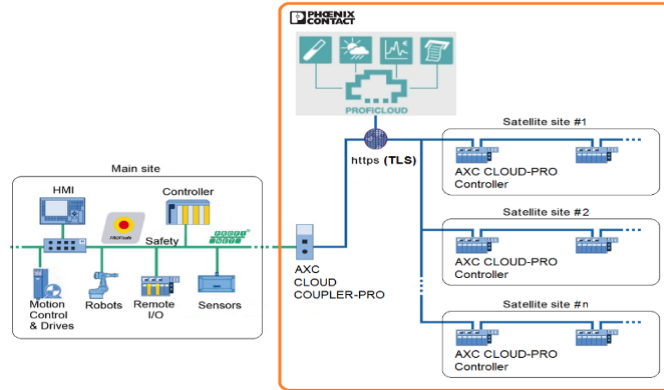 PHOENIX
CONTACT
PROFICLOUD
https (TLS)
Satellite site #1
AXC CLOUD-PRO
Controller
Main site
HMI
Controller
PROFIsafe
Safety
Motion
Control
& Drives
Robots
Remote
I/O
Sensors
AXC
CLOUD
COUPLER-PRO
Satellite site #2
AXC CLOUD-PRO
Controller
Satellite site #n
AXC CLOUD-PRO
Controller